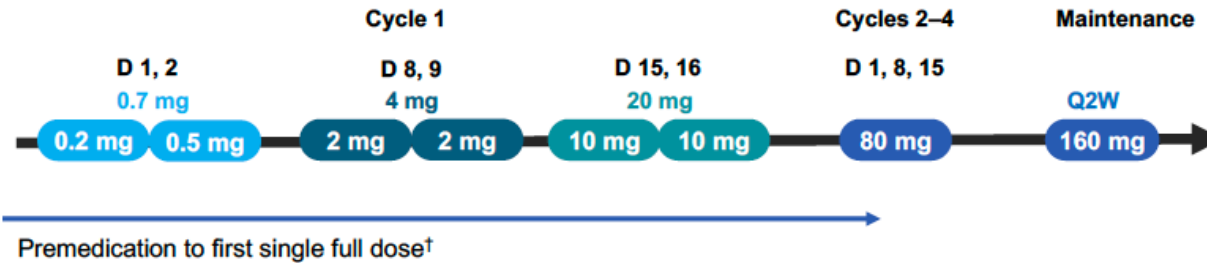 Cycle 1 Cycles 2–4 Maintenance
D 1, 2 D 8, 9 D 15, 16 D 1, 8, 15
0.7 mg 4 mg 20 mg Q2W
0.2 mg 0.5 mg 2 mg 2 mg 10 mg 10 mg 80 mg 160 mg
Premedication to first single full dose†